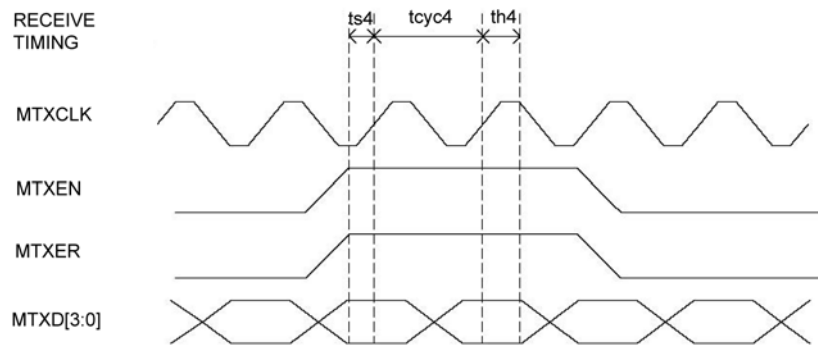 RECEIVE
TIMING
ts4 tcyc4 th4
MTXCLK
MTXEN
MTXER
MTXD[3:0]